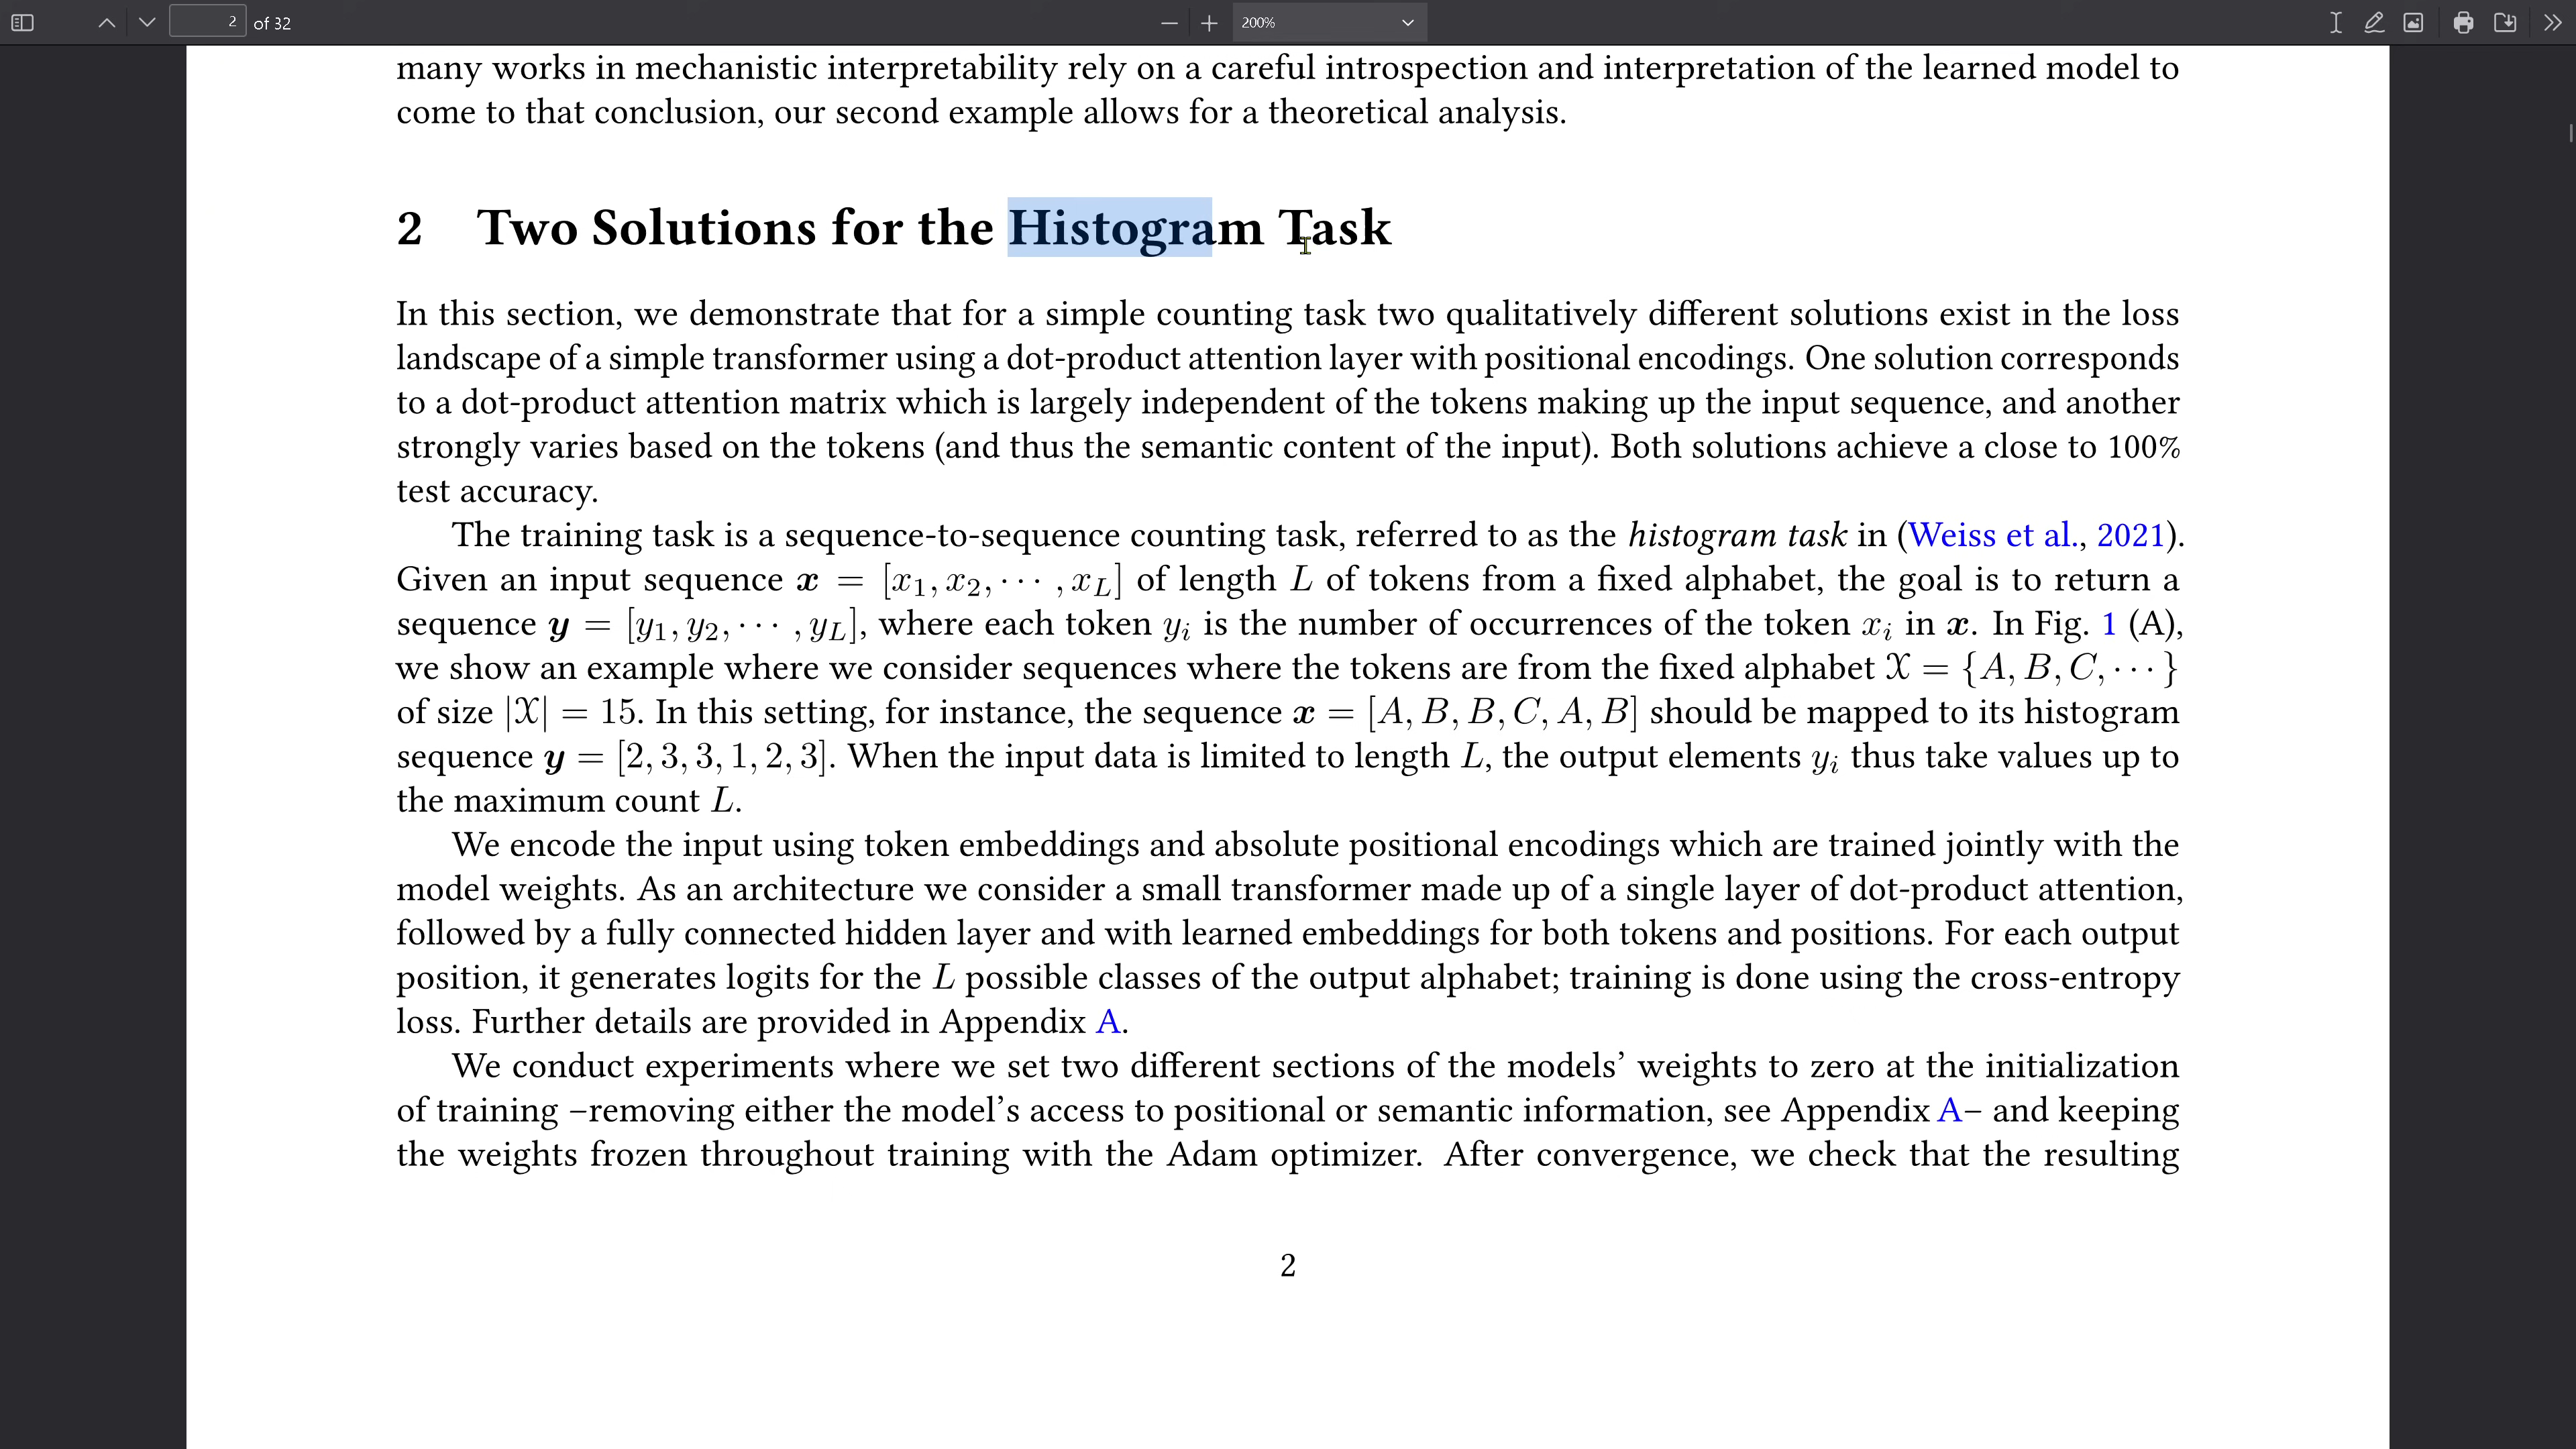 2 of 32 200%
many works in mechanistic interpretability rely on a careful introspection and interpretation of the learned model to
come to that conclusion, our second example allows for a theoretical analysis.
2 Two Solutions for the Histogram Task
In this section, we demonstrate that for a simple counting task two qualitatively different solutions exist in the loss
landscape of a simple transformer using a dot-product attention layer with positional encodings. One solution corresponds
to a dot-product attention matrix which is largely independent of the tokens making up the input sequence, and another
strongly varies based on the tokens (and thus the semantic content of the input). Both solutions achieve a close to 100%
test accuracy.
The training task is a sequence-to-sequence counting task, referred to as the histogram task in (Weiss et al., 2021).
Given an input sequence x = [x₁, x₂, ⋯ , x_L] of length L of tokens from a fixed alphabet, the goal is to return a
sequence y = [y₁, y₂, ⋯ , y_L], where each token yᵢ is the number of occurrences of the token xᵢ in x. In Fig. 1 (A),
we show an example where we consider sequences where the tokens are from the fixed alphabet 𝒳 = {A, B, C, ⋯ }
of size |𝒳| = 15. In this setting, for instance, the sequence x = [A, B, B, C, A, B] should be mapped to its histogram
sequence y = [2, 3, 3, 1, 2, 3]. When the input data is limited to length L, the output elements yᵢ thus take values up to
the maximum count L.
We encode the input using token embeddings and absolute positional encodings which are trained jointly with the
model weights. As an architecture we consider a small transformer made up of a single layer of dot-product attention,
followed by a fully connected hidden layer and with learned embeddings for both tokens and positions. For each output
position, it generates logits for the L possible classes of the output alphabet; training is done using the cross-entropy
loss. Further details are provided in Appendix A.
We conduct experiments where we set two different sections of the models’ weights to zero at the initialization
of training –removing either the model’s access to positional or semantic information, see Appendix A– and keeping
the weights frozen throughout training with the Adam optimizer. After convergence, we check that the resulting
2